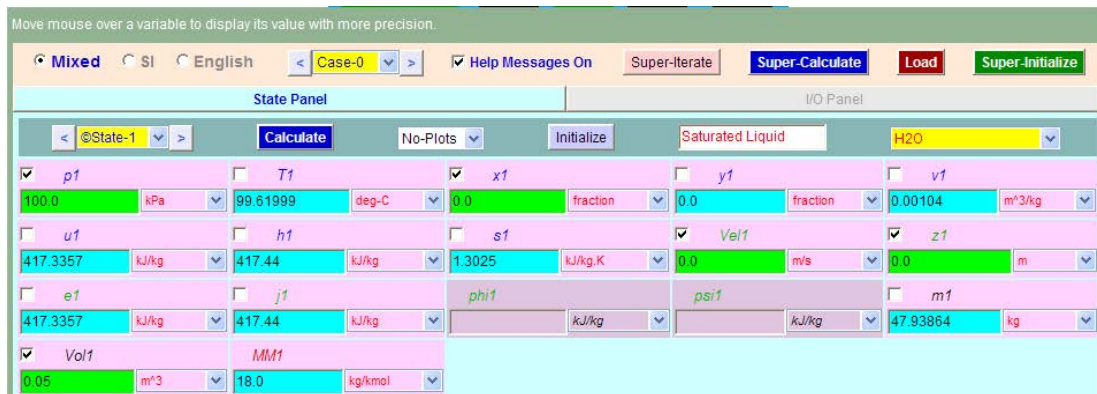 Move mouse over a variable to display its value with more precision.
Mixed SI English < Case-0 > Help Messages On Super-Iterate Super-Calculate Load Super-Initialize
State Panel I/O Panel
< ©State-1 > Calculate No-Plots Initialize Saturated Liquid H2O
p1 T1 x1 y1 v1
100.0 kPa 99.61999 deg-C 0.0 fraction 0.0 fraction 0.00104 m^3/kg
u1 h1 s1 Vel1 z1
417.3357 kJ/kg 417.44 kJ/kg 1.3025 kJ/kg.K 0.0 m/s 0.0 m
e1 j1 phi1 psi1 m1
417.3357 kJ/kg 417.44 kJ/kg kJ/kg kJ/kg 47.93864 kg
Vol1 MM1
0.05 m^3 18.0 kg/kmol